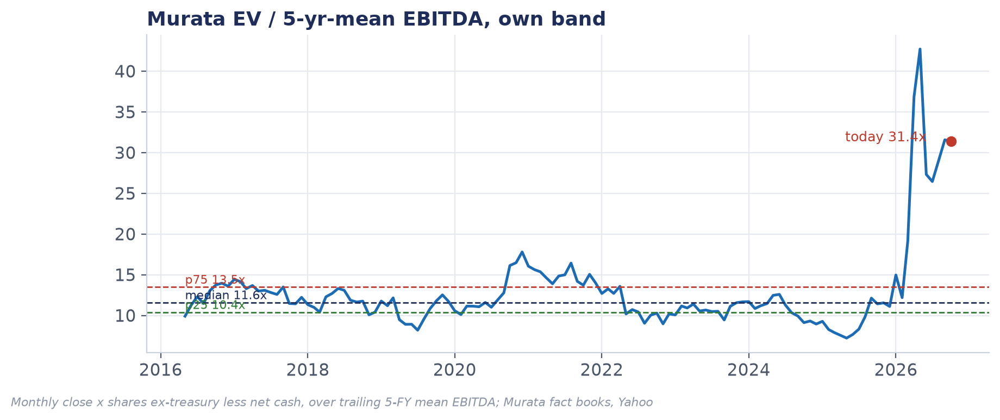 Murata EV / 5-yr-mean EBITDA, own band
40
35
today 31.4x
30
25
20
15
p75 13.5x
median 11.6x
p25 10.4x
10
2016 2018 2020 2022 2024 2026
Monthly close x shares ex-treasury less net cash, over trailing 5-FY mean EBITDA; Murata fact books, Yahoo